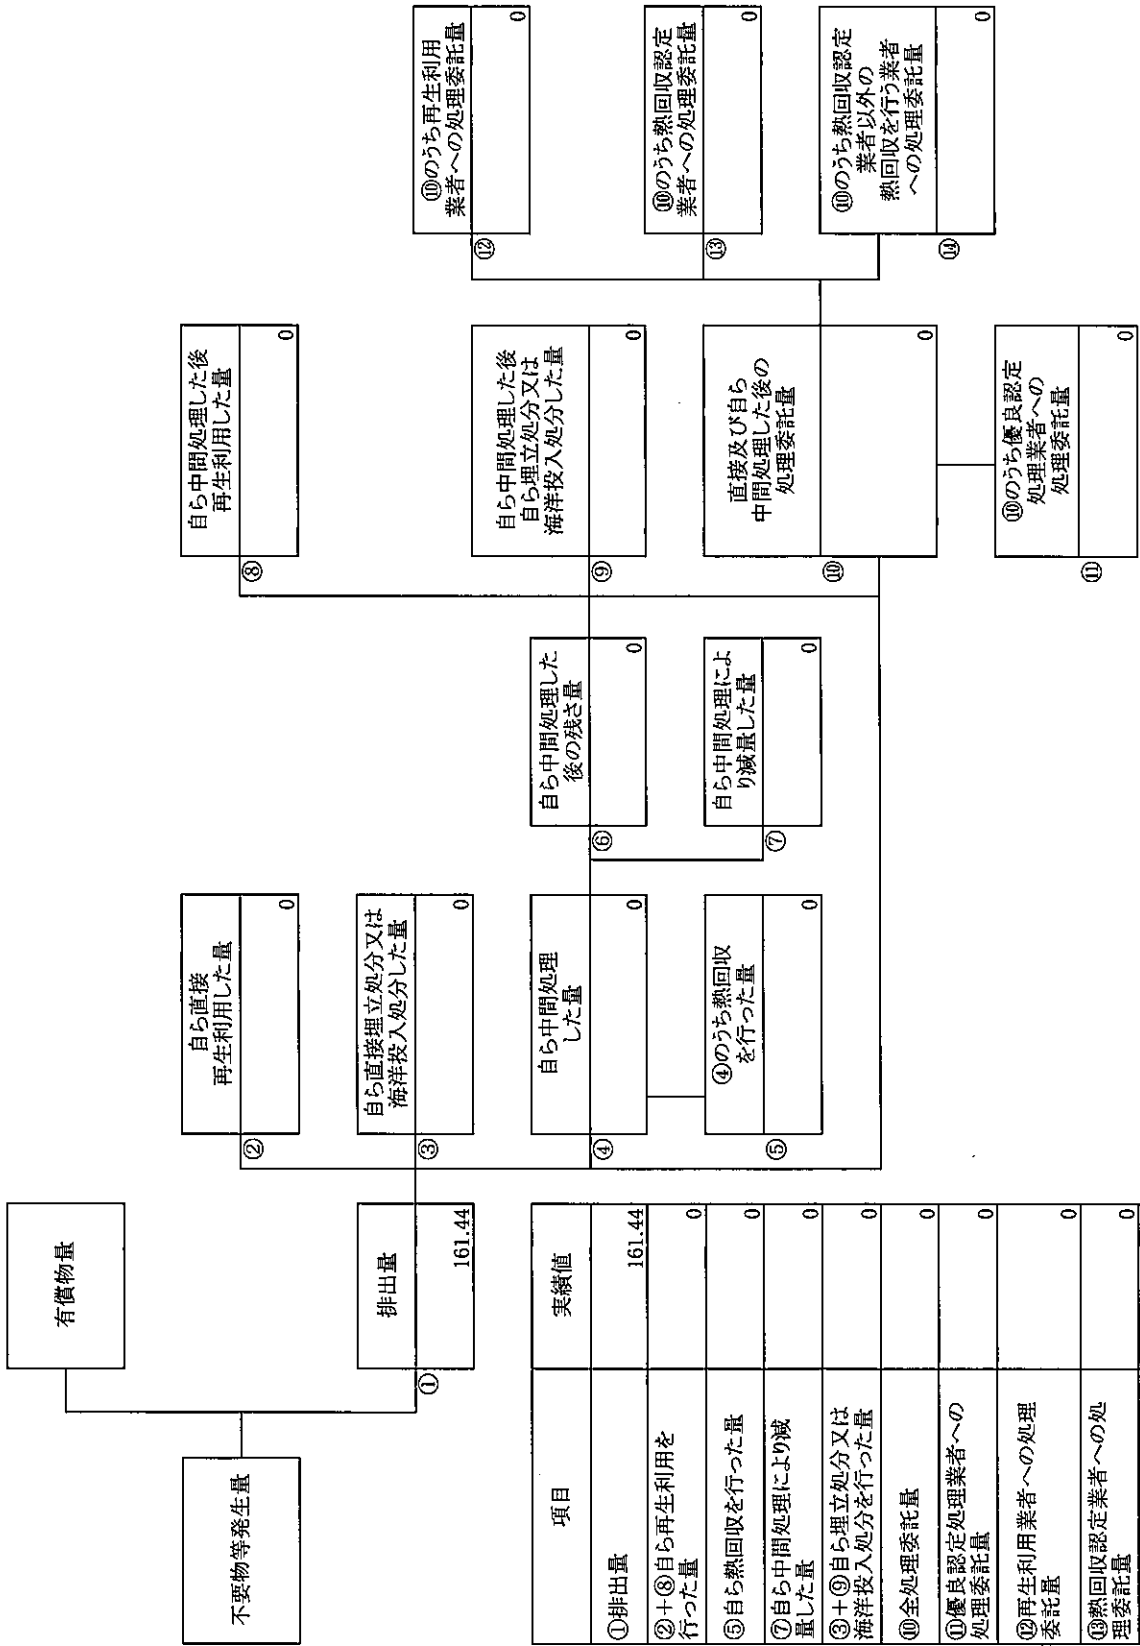 不要物等発生量
有償物量
①
排出量
161.44
②
自ら直接
再生利用した量
0
③
自ら直接埋立処分又は
海洋投入処分した量
0
④
自ら中間処理
した量
0
⑤
④のうち熱回収
を行った量
0
⑥
自ら中間処理した
後の残さ量
0
⑦
自ら中間処理によ
り減量した量
0
⑧
自ら中間処理した後
再生利用した量
0
⑨
自ら中間処理した後
自ら埋立処分又は
海洋投入処分した量
0
⑩
直接及び自ら
中間処理した後の
処理委託量
0
⑪
⑩のうち優良認定
処理業者への
処理委託量
0
⑫
⑩のうち再生利用
業者への処理委託量
0
⑬
⑩のうち熱回収認定
業者への処理委託量
0
⑭
⑩のうち熱回収認定
業者以外の
熱回収を行う業者
への処理委託量
0
項目 実績値
①排出量 161.44
②+⑧自ら再生利用を
行った量 0
⑤自ら熱回収を行った量 0
⑦自ら中間処理により減
量した量 0
③+⑨自ら埋立処分又は
海洋投入処分を行った量 0
⑩全処理委託量 0
⑪優良認定処理業者への
処理委託量 0
⑫再生利用業者への処理
委託量 0
⑬熱回収認定業者への処
理委託量 0